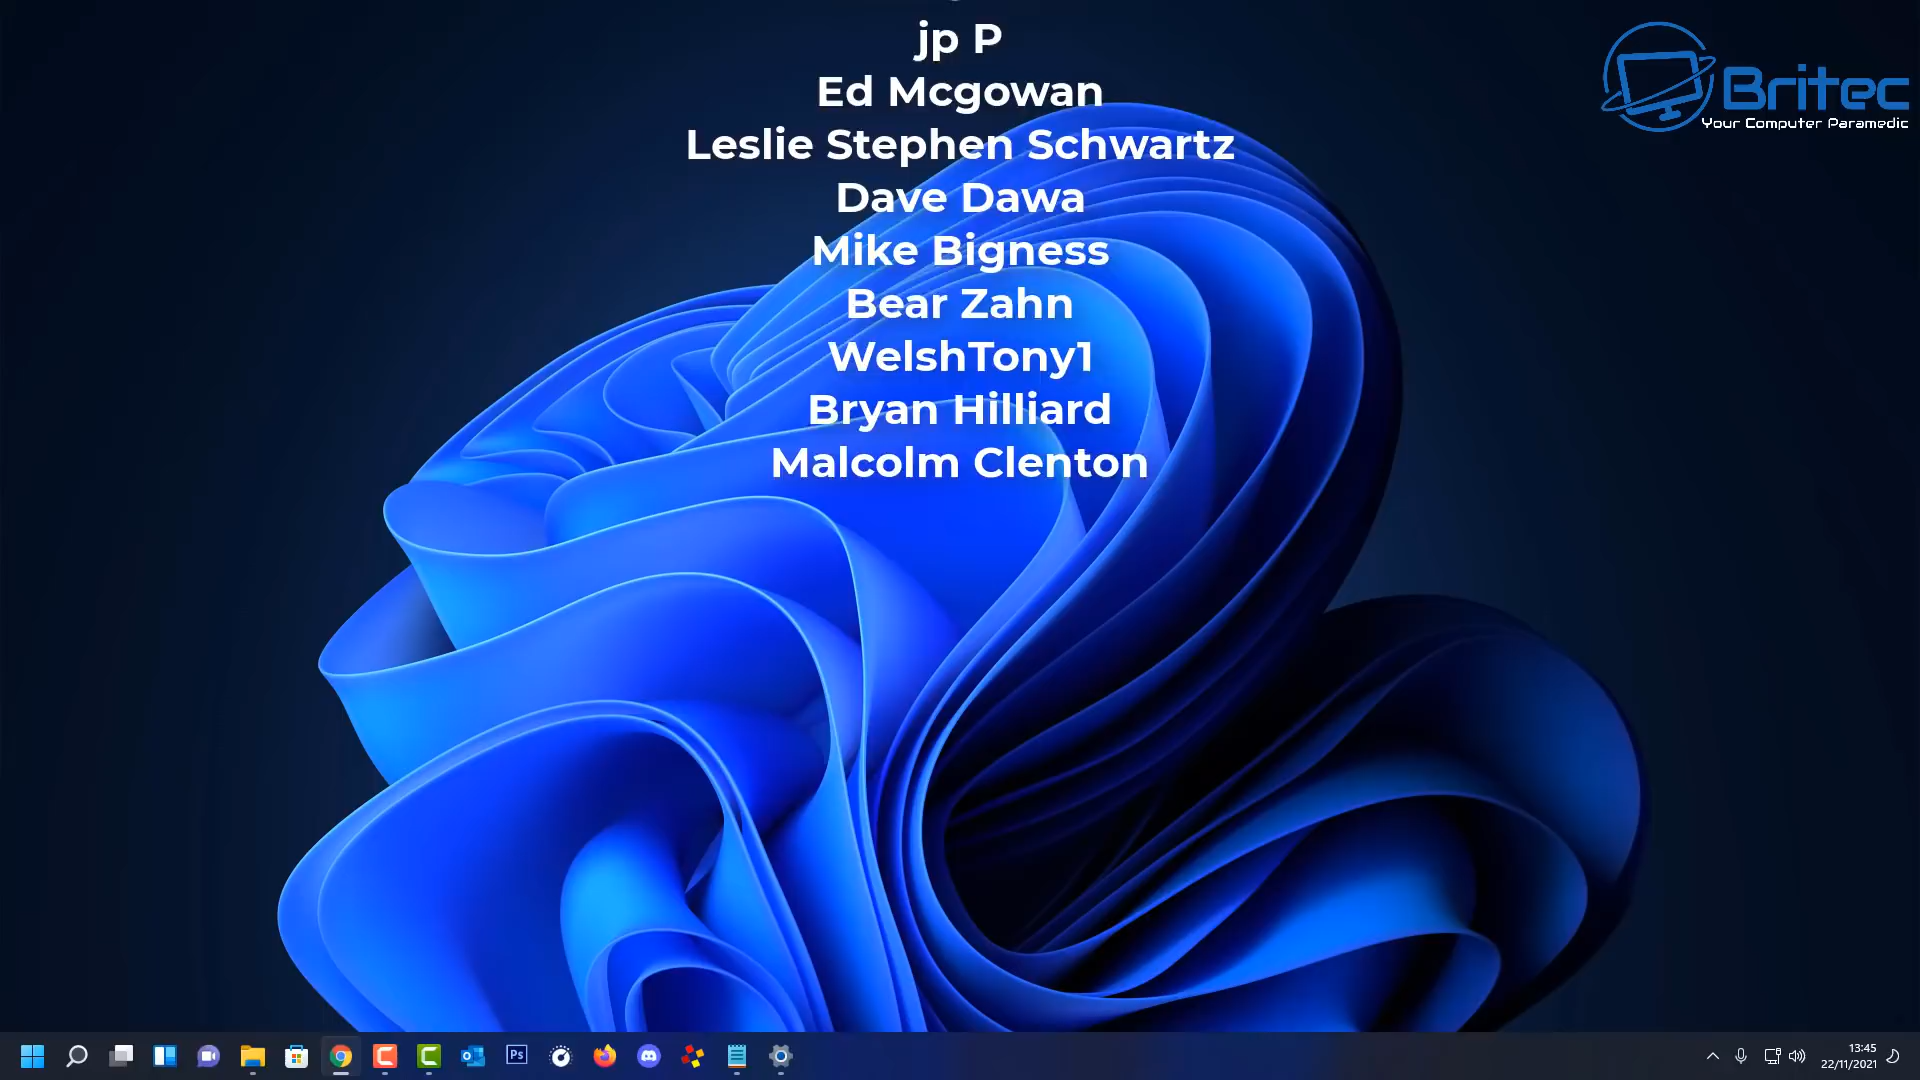 jp P
Ed Mcgowan
Leslie Stephen Schwartz
Dave Dawa
Mike Bigness
Bear Zahn
WelshTony1
Bryan Hilliard
Malcolm Clenton
Britec
Your Computer Paramedic
Ps
13:45
22/11/2021